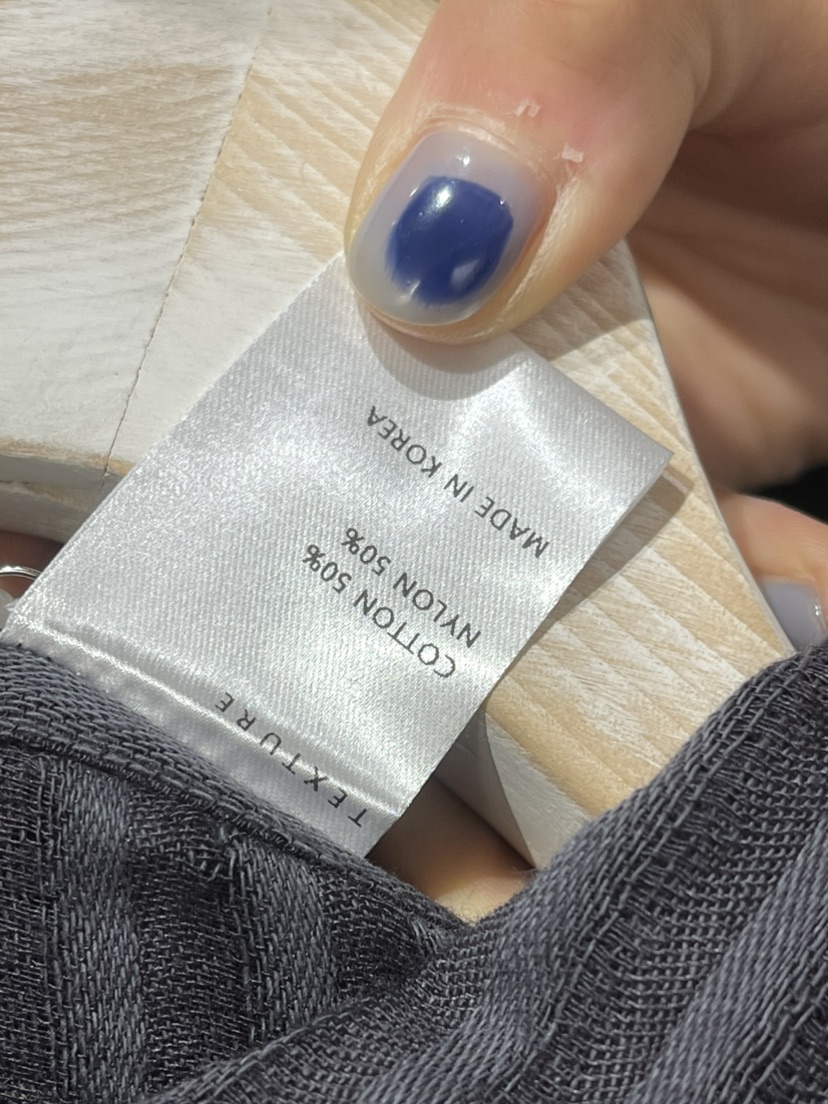 TEXTURE
COTTON 50%
NYLON 50%
MADE IN KOREA